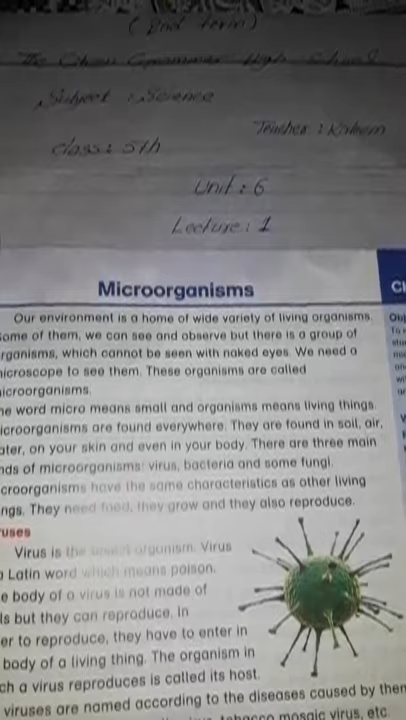 (2nd term)
The Grammar High School
Subject : Science
Teacher :
Class: 5th
Unit : 6
Lecture : 1
Microorganisms
Our environment is a home of wide variety of living organisms.
ome of them, we can see and observe but there is a group of
rganisms, which cannot be seen with naked eyes. We need a
icroscope to see them. These organisms are called
icroorganisms.
he word micro means small and organisms means living things.
icroorganisms are found everywhere. They are found in soil, air,
ater, on your skin and even in your body. There are three main
nds of microorganisms: virus, bacteria and some fungi.
croorganisms have the same characteristics as other living
ngs. They need food, they grow and they also reproduce.
uses
Virus is the organism. Virus
a Latin word which means poison.
e body of a virus is not made of
ls but they can reproduce. In
er to reproduce, they have to enter in
body of a living thing. The organism in
ch a virus reproduces is called its host.
viruses are named according to the diseases caused by them
tobacco mosaic virus, etc.